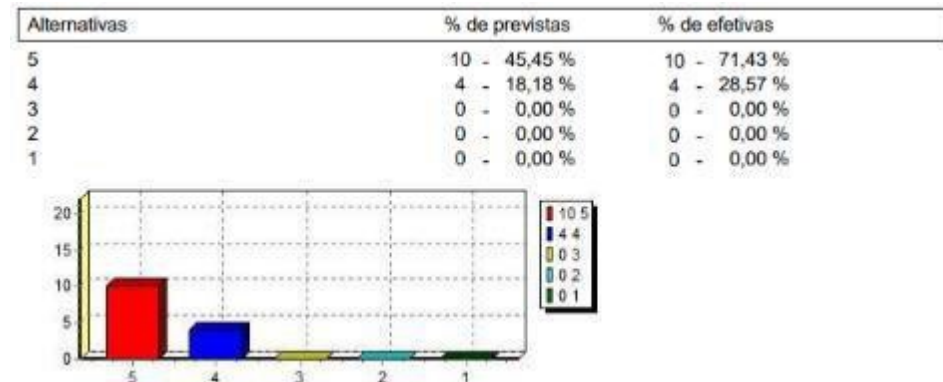 Alternativas % de previstas % de efetivas
5 10 - 45,45 % 10 - 71,43 %
4 4 - 18,18 % 4 - 28,57 %
3 0 - 0,00 % 0 - 0,00 %
2 0 - 0,00 % 0 - 0,00 %
1 0 - 0,00 % 0 - 0,00 %
20
15
10
5
0
5 4 3 2 1
10 5
4 4
0 3
0 2
0 1